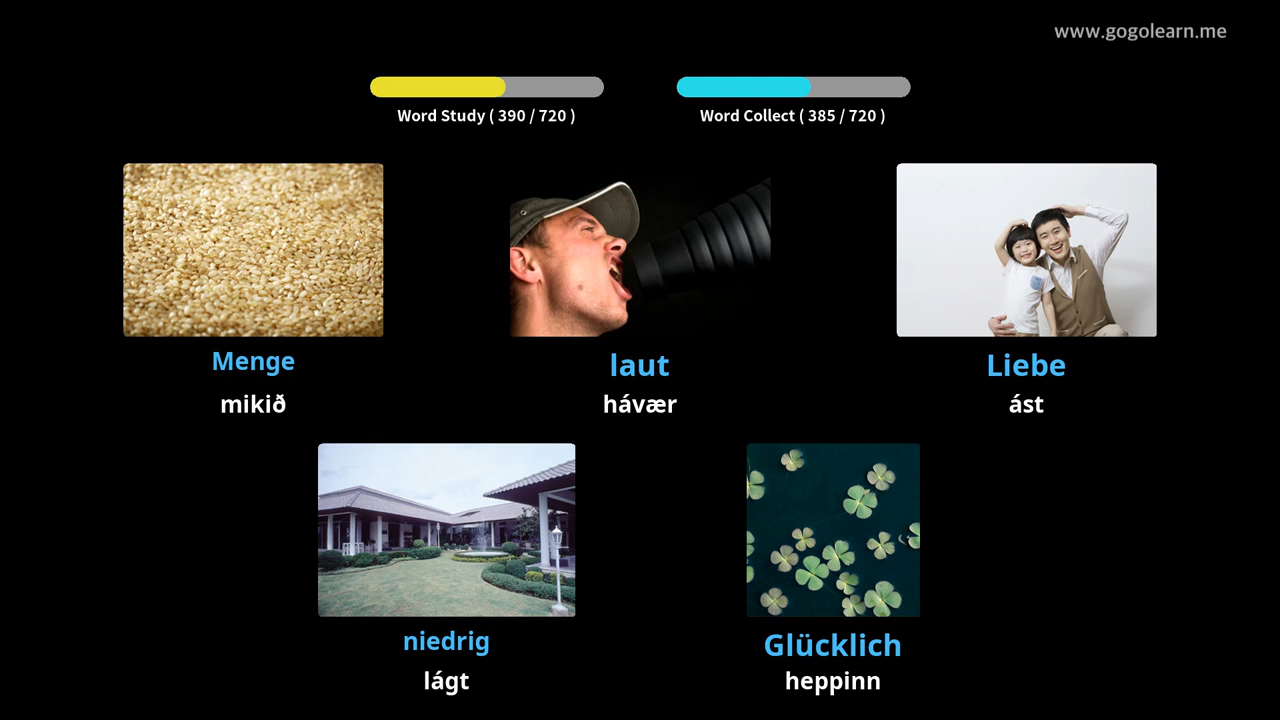 www.gogolearn.me
Word Study ( 390 / 720 )
Word Collect ( 385 / 720 )
Menge
mikið
laut
hávær
Liebe
ást
niedrig
lágt
Glücklich
heppinn